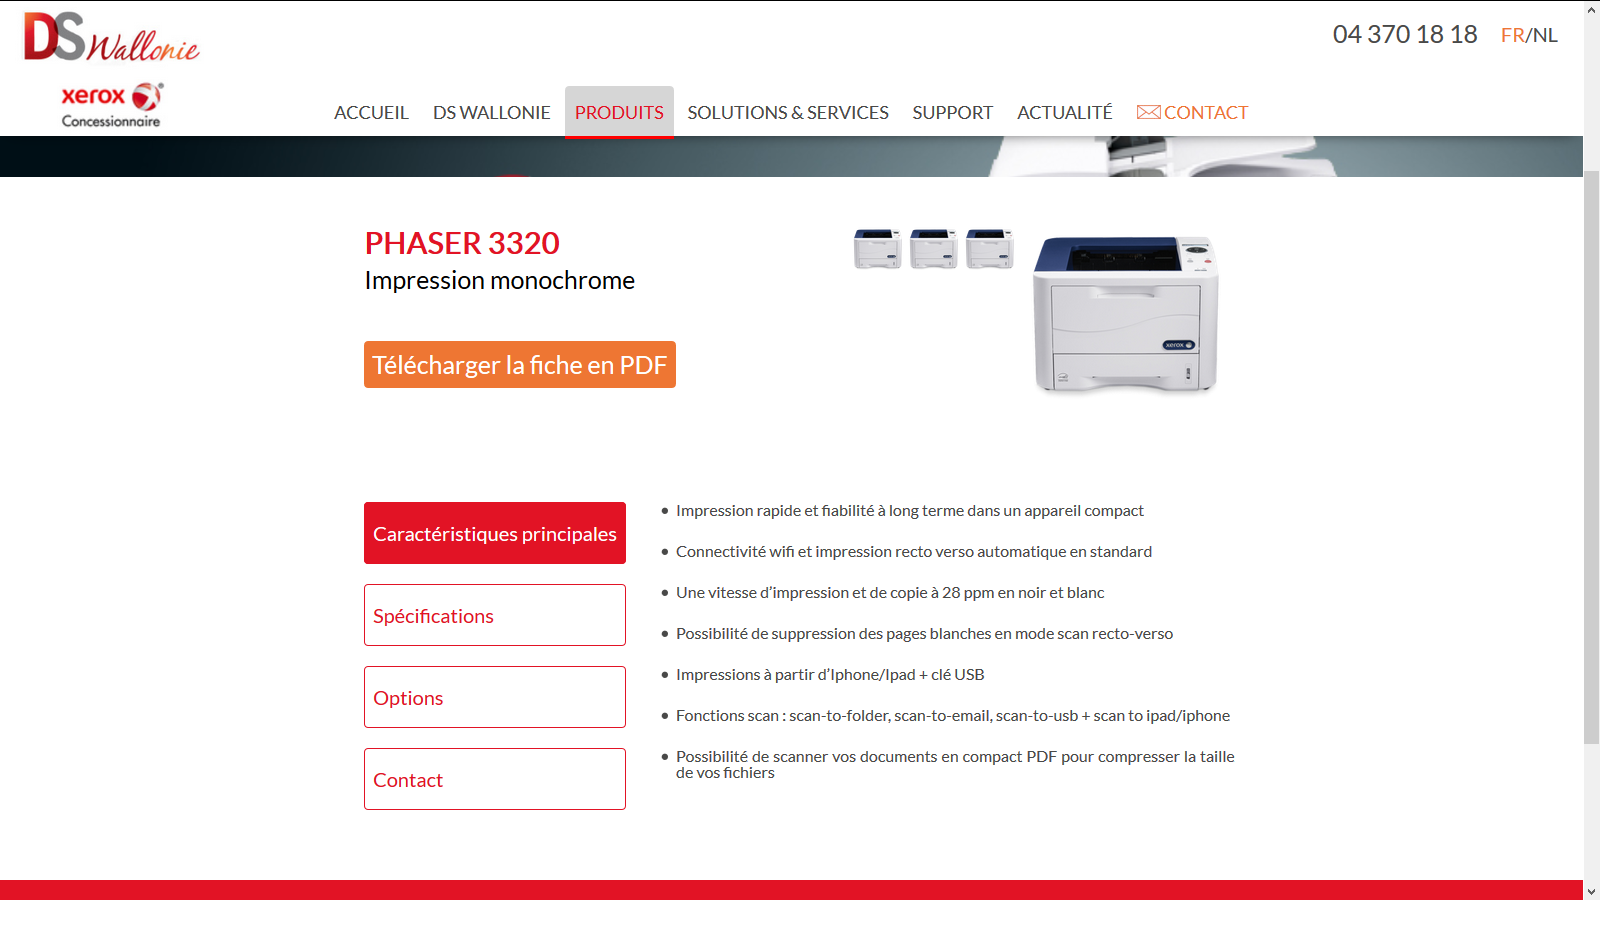 DS Wallonie
04 370 18 18 FR/NL
xerox
Concessionnaire
ACCUEIL DS WALLONIE PRODUITS SOLUTIONS & SERVICES SUPPORT ACTUALITÉ CONTACT
PHASER 3320
Impression monochrome
Télécharger la fiche en PDF
xerox
Caractéristiques principales
Spécifications
Options
Contact
• Impression rapide et fiabilité à long terme dans un appareil compact
• Connectivité wifi et impression recto verso automatique en standard
• Une vitesse d’impression et de copie à 28 ppm en noir et blanc
• Possibilité de suppression des pages blanches en mode scan recto-verso
• Impressions à partir d’Iphone/Ipad + clé USB
• Fonctions scan : scan-to-folder, scan-to-email, scan-to-usb + scan to ipad/iphone
• Possibilité de scanner vos documents en compact PDF pour compresser la taille
de vos fichiers